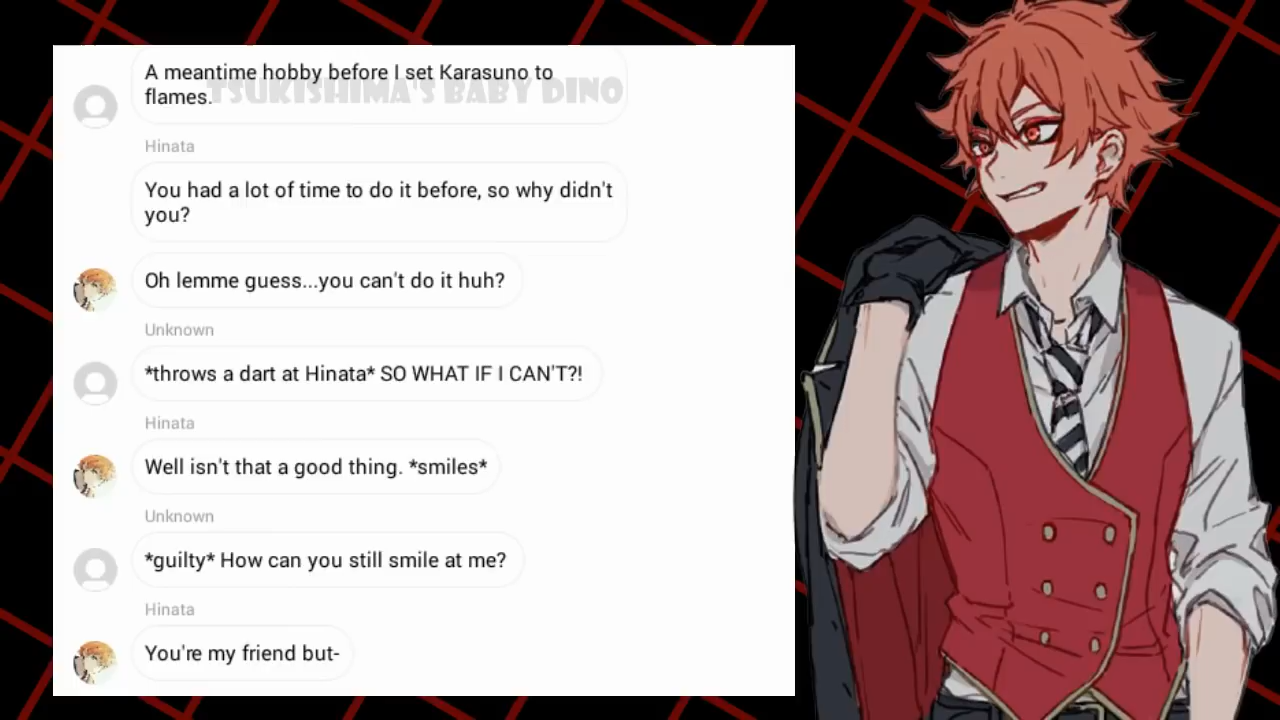 A meantime hobby before I set Karasuno to
flames.
TSUKISHIMA'S BABY DINO
Hinata
You had a lot of time to do it before, so why didn't
you?
Oh lemme guess...you can't do it huh?
Unknown
*throws a dart at Hinata* SO WHAT IF I CAN'T?!
Hinata
Well isn't that a good thing. *smiles*
Unknown
*guilty* How can you still smile at me?
Hinata
You're my friend but-